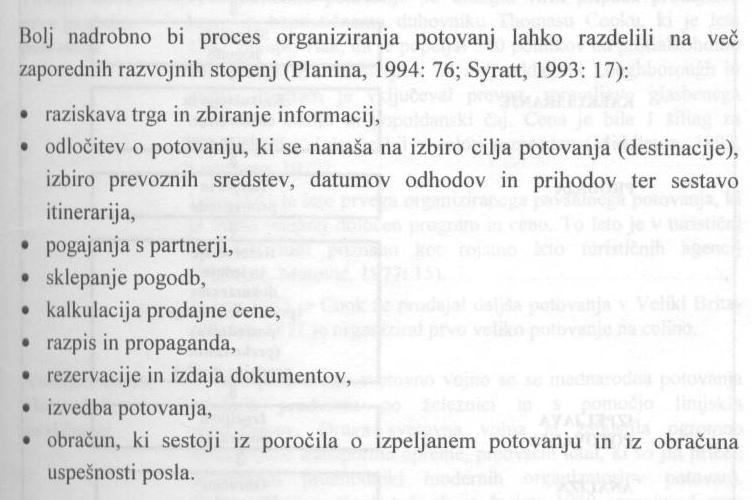 Bolj nadrobno bi proces organiziranja potovanj lahko razdelili na več
zaporednih razvojnih stopenj (Planina, 1994: 76; Syratt, 1993: 17):
• raziskava trga in zbiranje informacij,
• odločitev o potovanju, ki se nanaša na izbiro cilja potovanja (destinacije),
izbiro prevoznih sredstev, datumov odhodov in prihodov ter sestavo
itinerarija,
• pogajanja s partnerji,
• sklepanje pogodb,
• kalkulacija prodajne cene,
• razpis in propaganda,
• rezervacije in izdaja dokumentov,
• izvedba potovanja,
• obračun, ki sestoji iz poročila o izpeljanem potovanju in iz obračuna
uspešnosti posla.